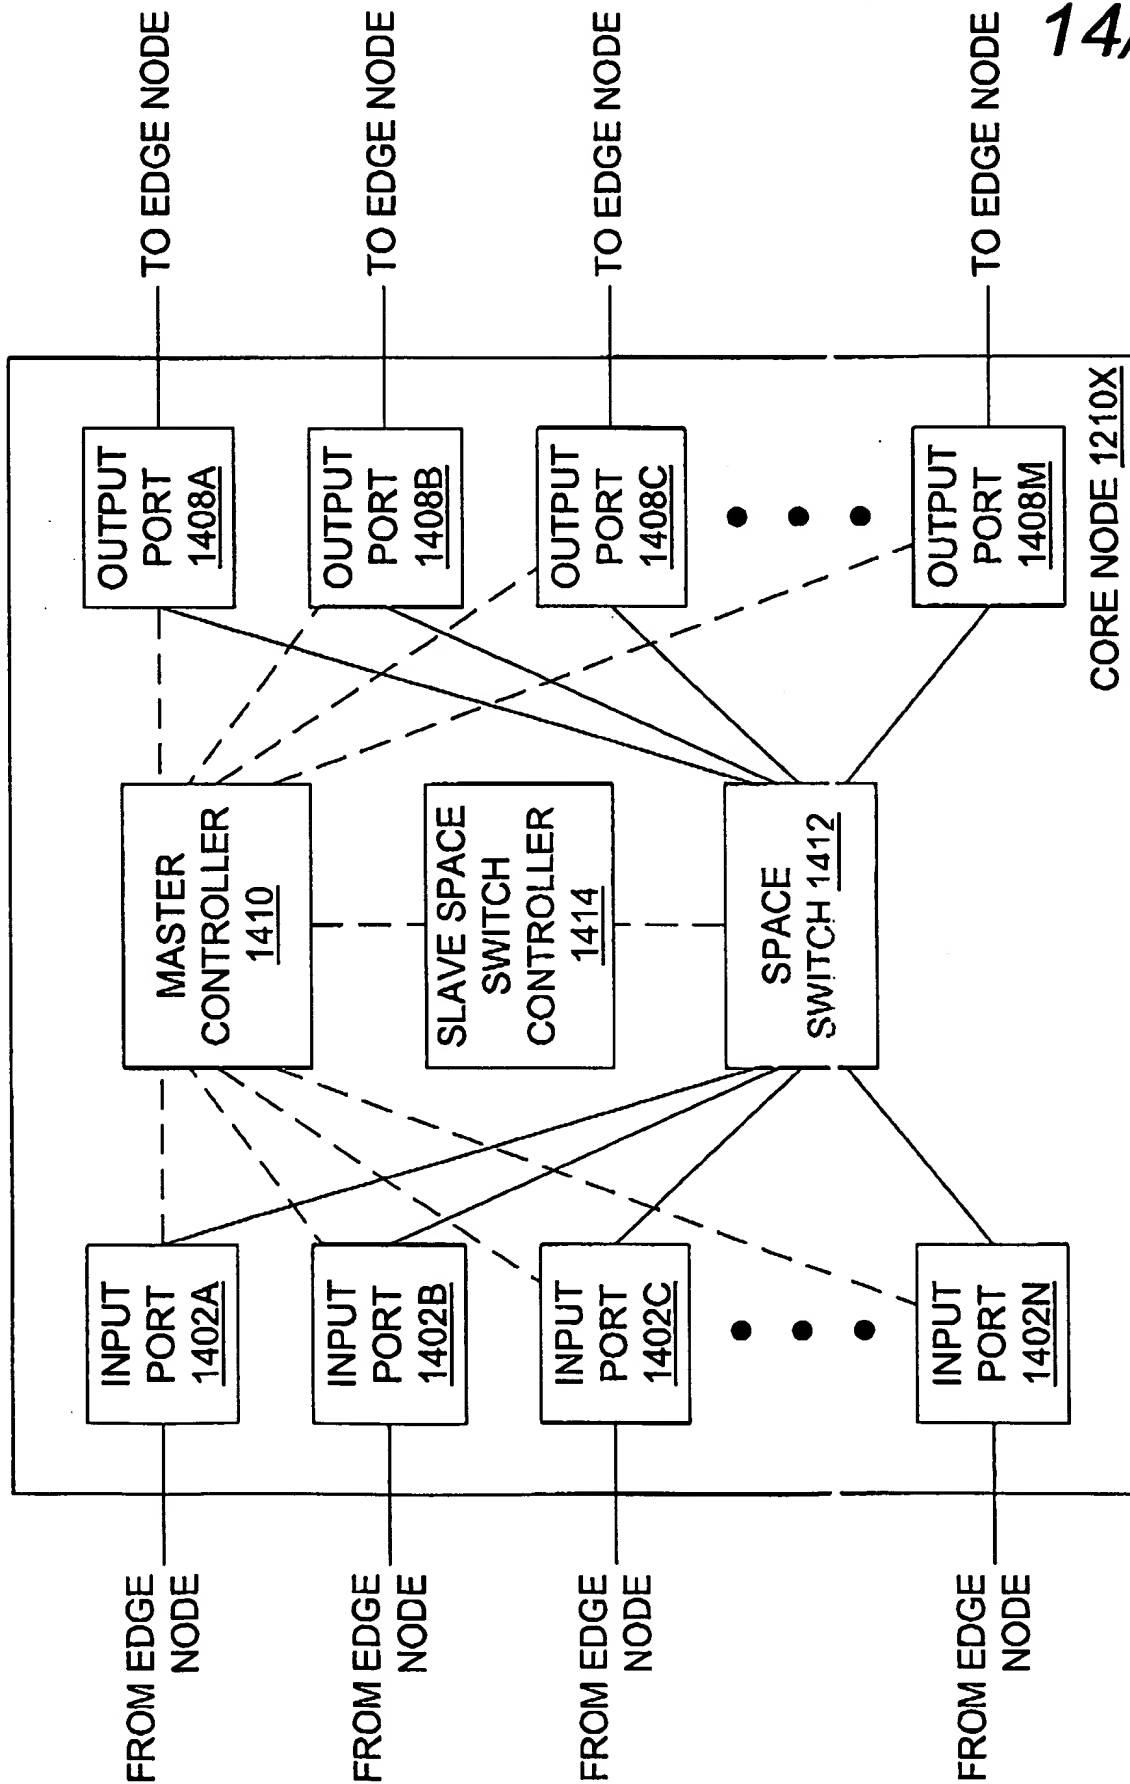 14/
FROM EDGE
NODE
INPUT
PORT
1402A
MASTER
CONTROLLER
1410
OUTPUT
PORT
1408A
TO EDGE NODE
FROM EDGE
NODE
INPUT
PORT
1402B
SLAVE SPACE
SWITCH
CONTROLLER
1414
OUTPUT
PORT
1408B
TO EDGE NODE
FROM EDGE
NODE
INPUT
PORT
1402C
SPACE
SWITCH 1412
OUTPUT
PORT
1408C
TO EDGE NODE
FROM EDGE
NODE
INPUT
PORT
1402N
OUTPUT
PORT
1408M
TO EDGE NODE
CORE NODE 1210X